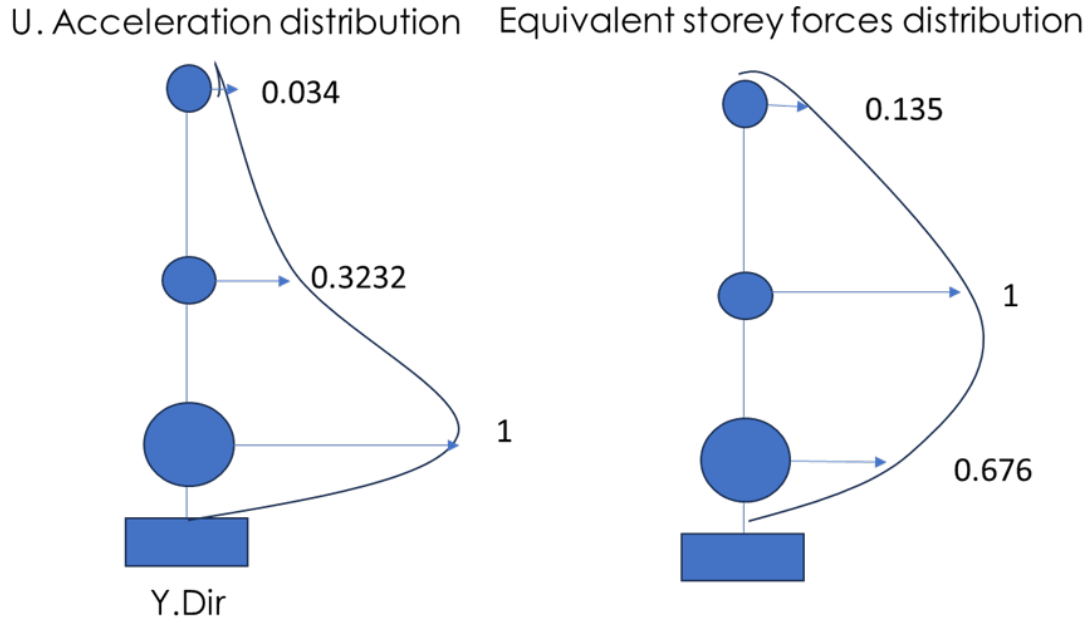 U. Acceleration distribution
Equivalent storey forces distribution
0.034
0.3232
1
Y.Dir
0.135
1
0.676